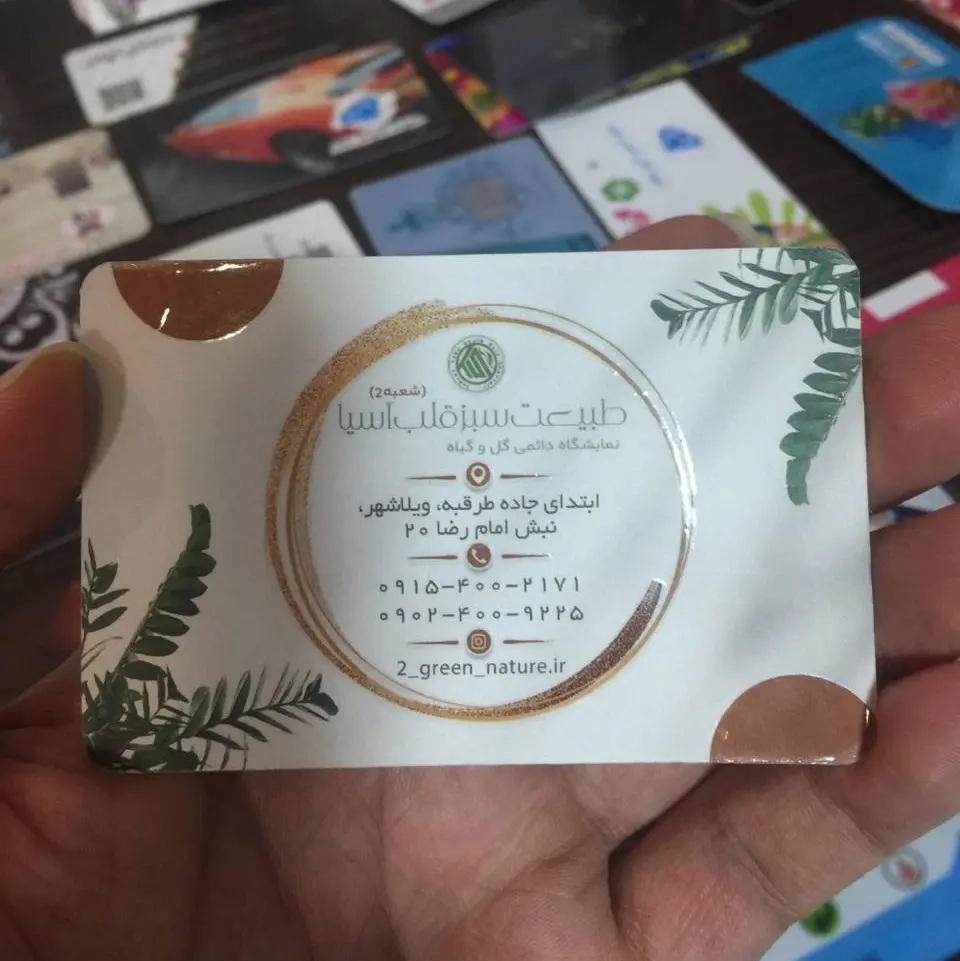 (شعبه2)
طبیعت سبز قلب آسیا
نمایشگاه دائمی گل و گیاه
ابتدای جاده طرقبه، ویلاشهر،
نبش امام رضا ۲۰
۰۹۱۵-۴۰۰-۲۱۷۱
۰۹۰۲-۴۰۰-۹۲۲۵
2_green_nature.ir